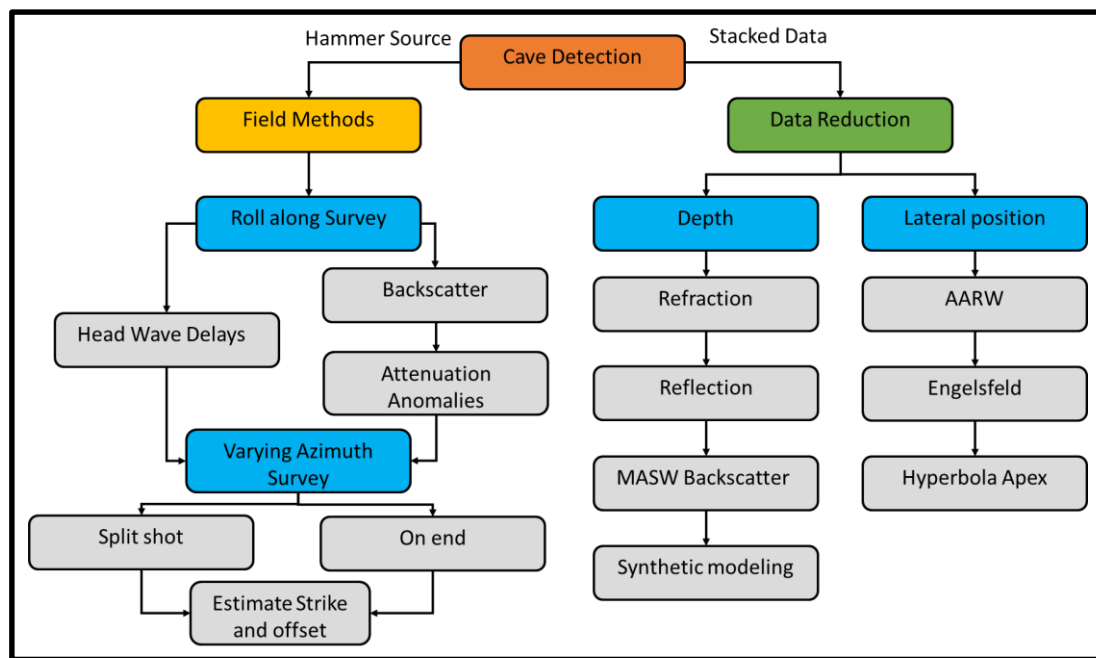 Hammer Source
Stacked Data
Cave Detection
Field Methods
Data Reduction
Roll along Survey
Depth
Lateral position
Backscatter
Refraction
AARW
Head Wave Delays
Attenuation
Anomalies
Reflection
Engelsfeld
Varying Azimuth
Survey
MASW Backscatter
Hyperbola Apex
Split shot
On end
Synthetic modeling
Estimate Strike
and offset